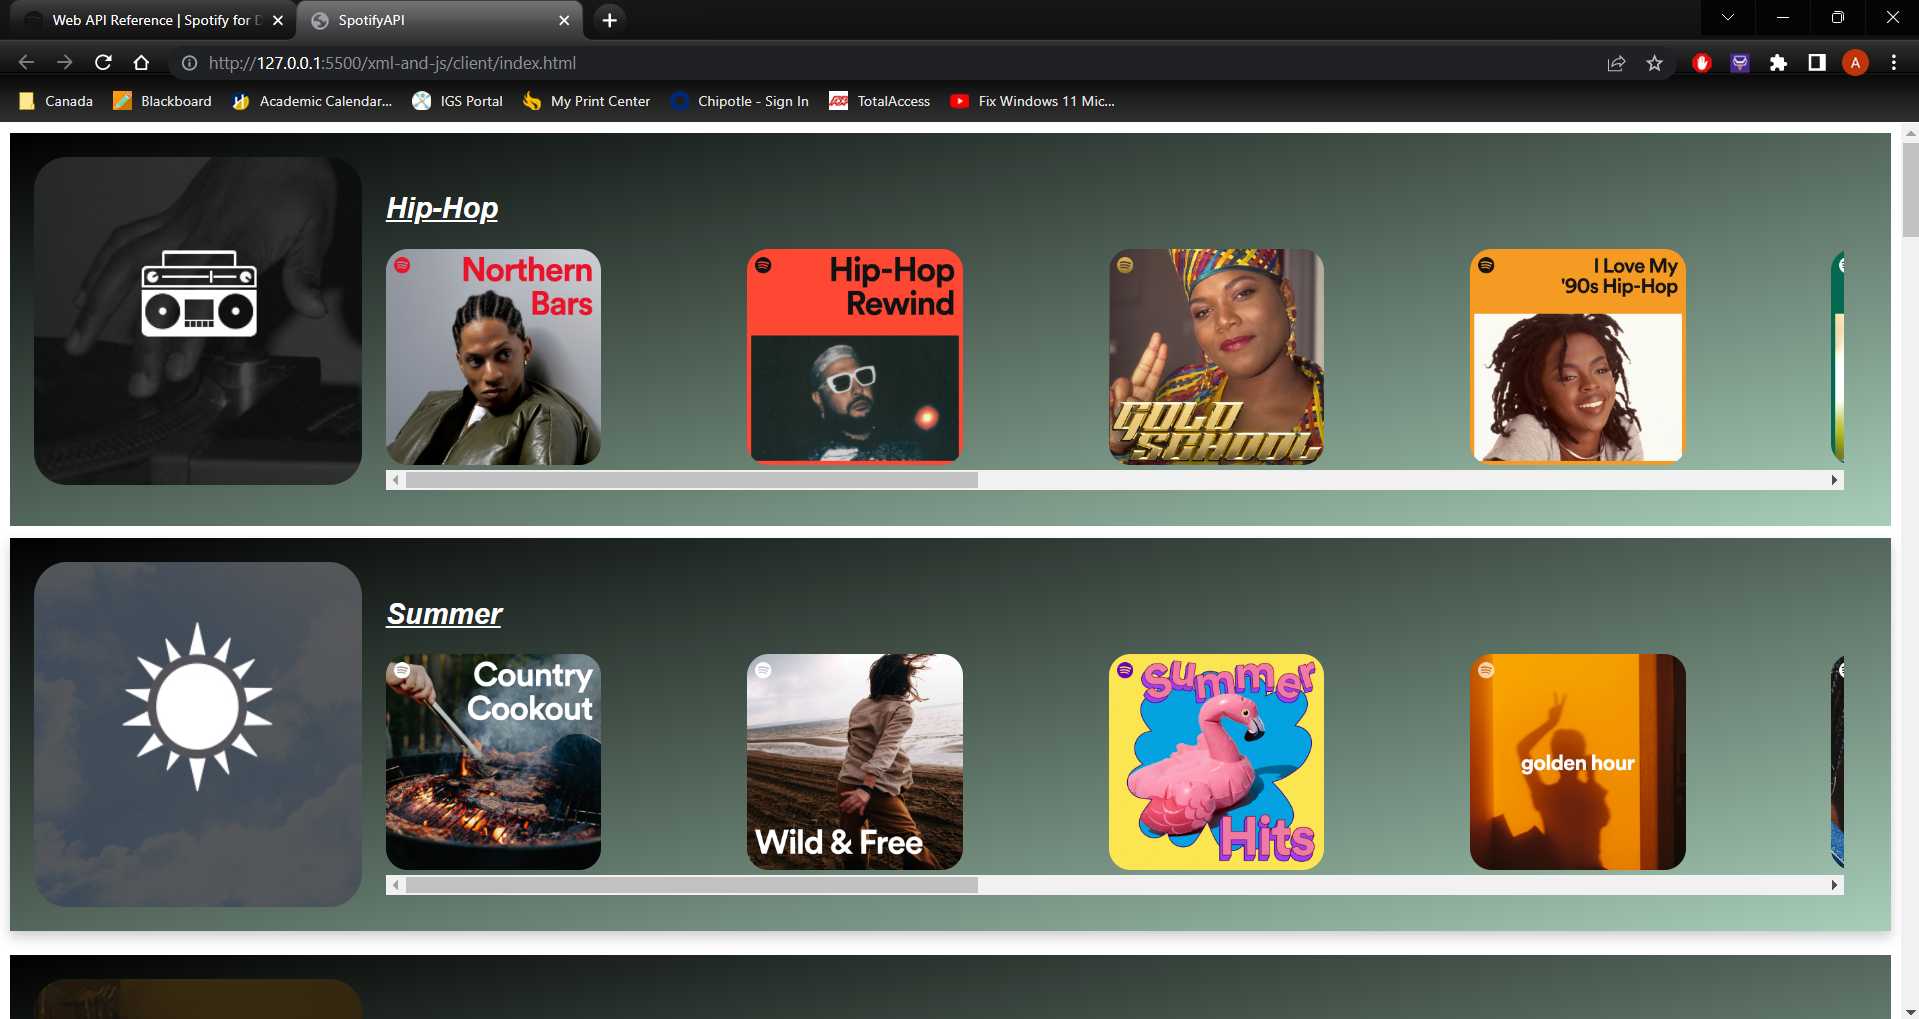 Web API Reference | Spotify for D
SpotifyAPI
http://127.0.0.1:5500/xml-and-js/client/index.html
A
Canada
Blackboard
Academic Calendar...
IGS Portal
My Print Center
Chipotle - Sign In
TotalAccess
Fix Windows 11 Mic...
Hip-Hop
Northern
Bars
Hip-Hop
Rewind
GOLD
SCHOOL
I Love My
'90s Hip-Hop
Summer
Country
Cookout
Wild & Free
Summer
Hits
golden hour